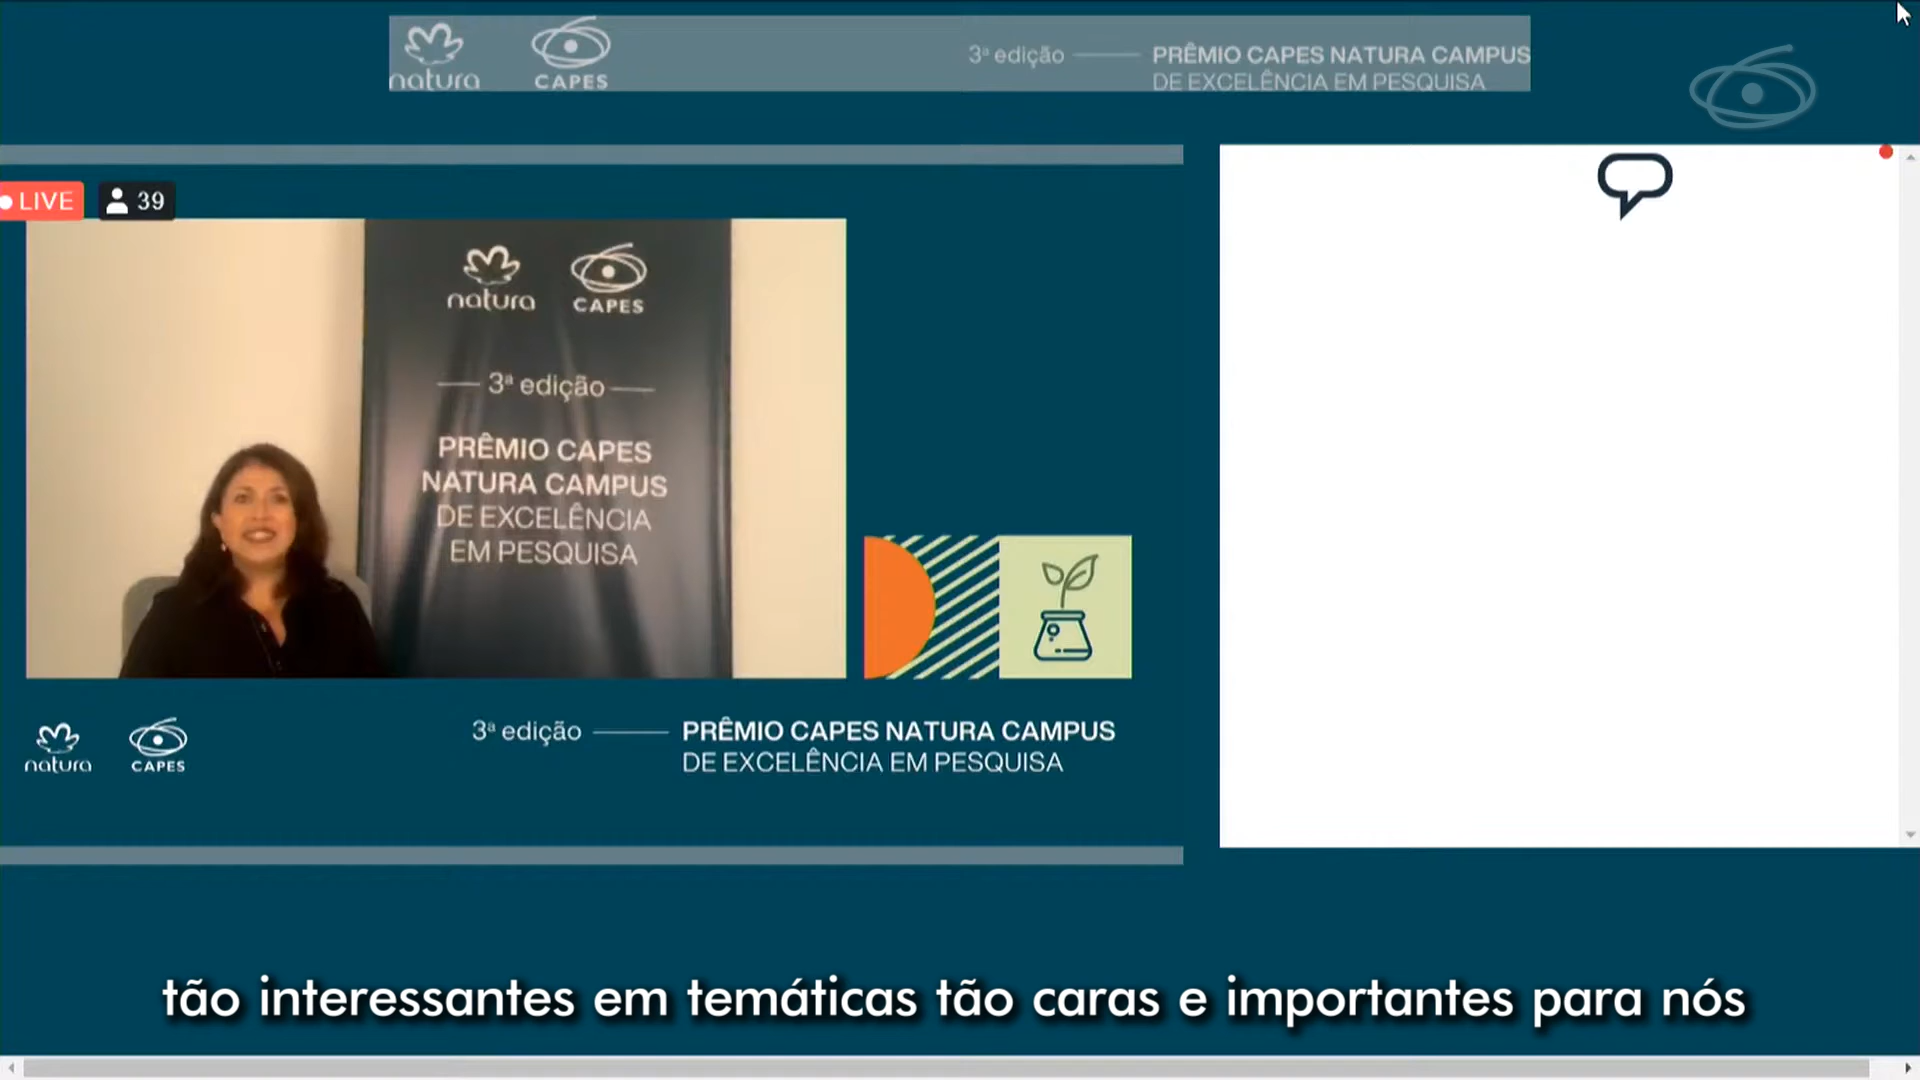 natura
CAPES
3ª edição
PRÊMIO CAPES NATURA CAMPUS
DE EXCELÊNCIA EM PESQUISA
LIVE
39
natura
CAPES
3ª edição
PRÊMIO CAPES
NATURA CAMPUS
DE EXCELÊNCIA
EM PESQUISA
natura
CAPES
3ª edição
PRÊMIO CAPES NATURA CAMPUS
DE EXCELÊNCIA EM PESQUISA
tão interessantes em temáticas tão caras e importantes para nós